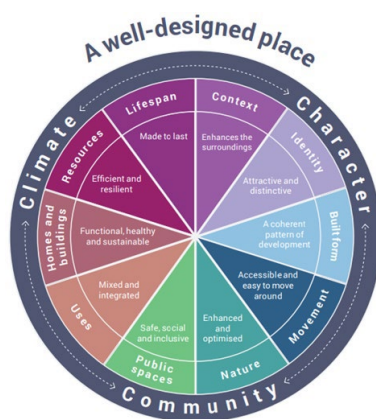 A well-designed place
Climate
Character
Community
Context
Enhances the
surroundings
Identity
Attractive and
distinctive
Built form
A coherent
pattern of
development
Movement
Accessible and
easy to move
around
Nature
Enhanced
and
optimised
Public
spaces
Safe, social
and inclusive
Uses
Mixed and
integrated
Homes and
buildings
Functional, healthy
and sustainable
Resources
Efficient and
resilient
Lifespan
Made to last